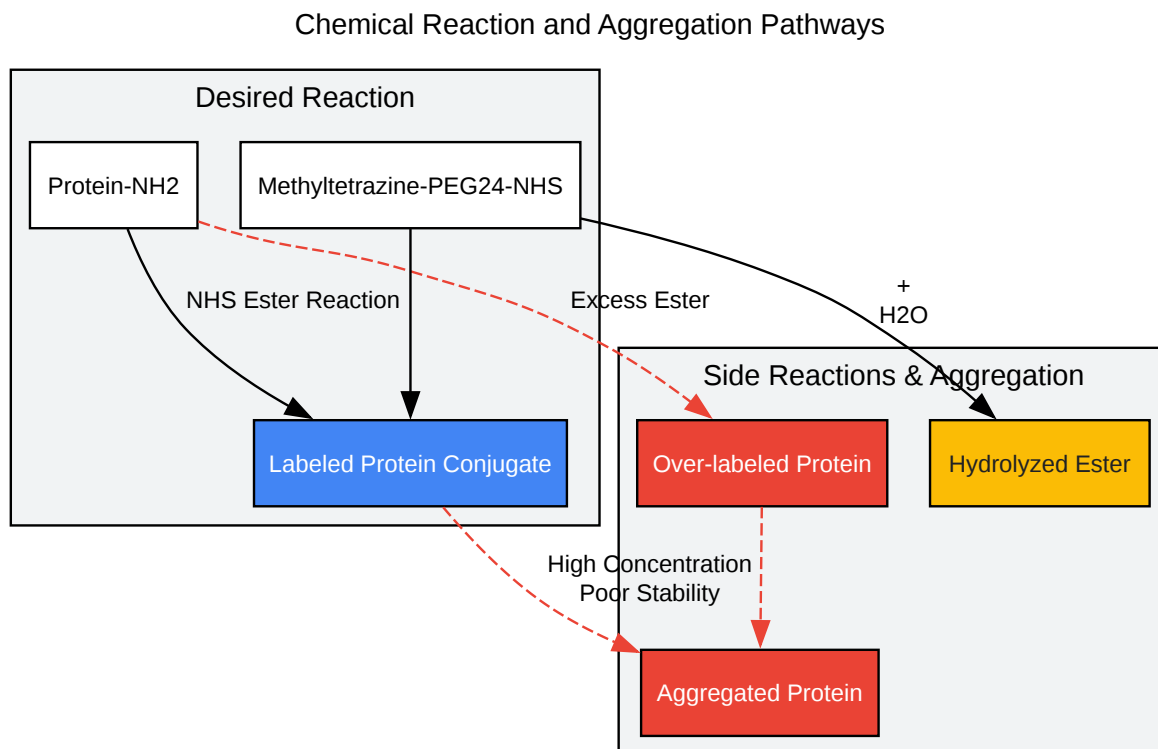 Chemical Reaction and Aggregation Pathways
Desired Reaction
Protein-NH2
Methyltetrazine-PEG24-NHS
NHS Ester Reaction
Excess Ester
+
H2O
Side Reactions & Aggregation
Labeled Protein Conjugate
Over-labeled Protein
Hydrolyzed Ester
High Concentration
Poor Stability
Aggregated Protein